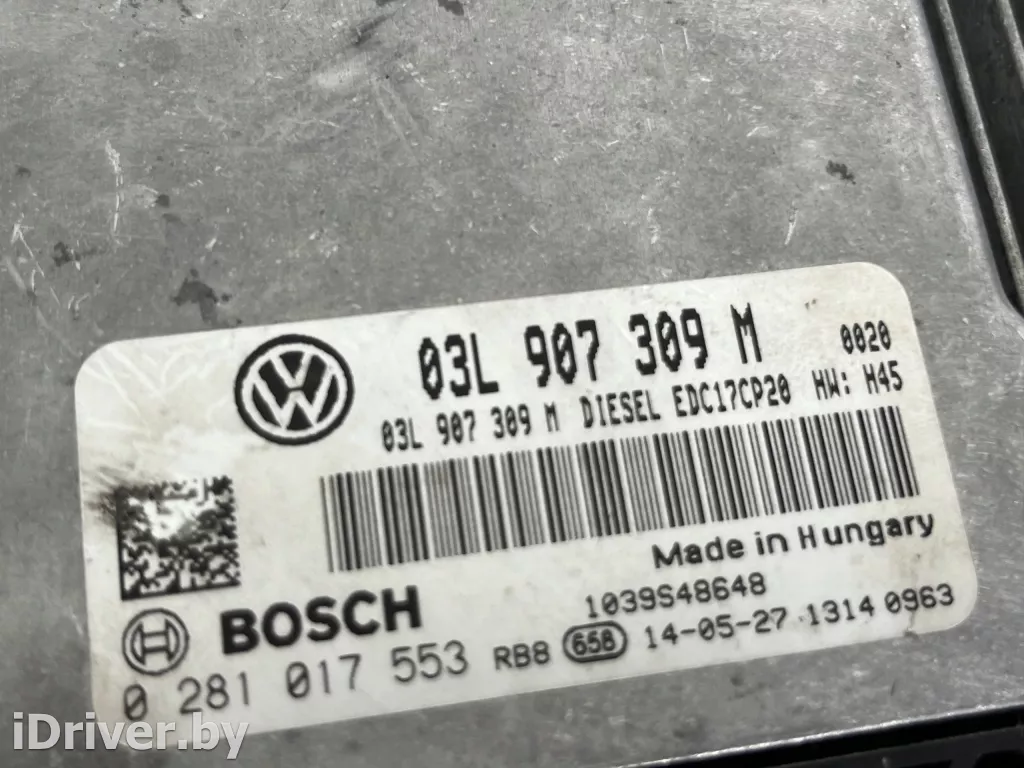 03L 907 309 M 0020
03L 907 309 M DIESEL EDC17CP20 HW: H45
Made in Hungary
BOSCH 1039S48648
0 281 017 553 RB8 658 14-05-27 1314 0963
iDriver.by